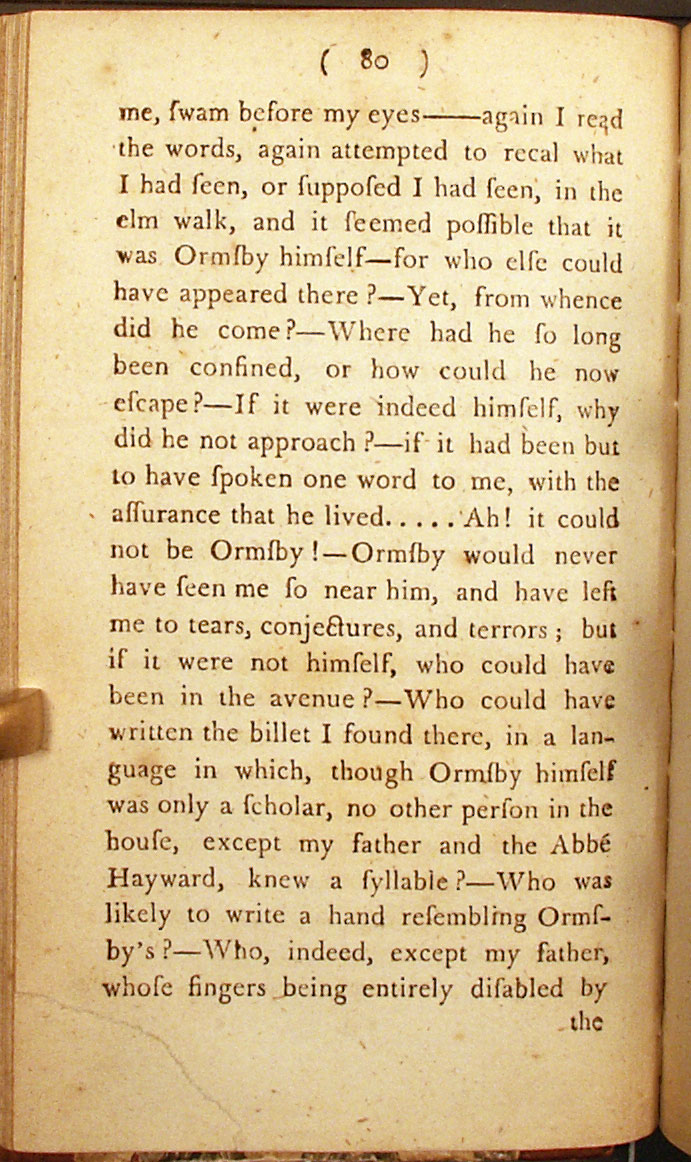 ( 80 )
me, ſwam before my eyes——again I read
the words, again attempted to recal what
I had ſeen, or ſuppoſed I had ſeen, in the
elm walk, and it ſeemed poſſible that it
was Ormſby himſelf—for who elſe could
have appeared there ?—Yet, from whence
did he come?—Where had he ſo long
been confined, or how could he now
eſcape?—If it were indeed himſelf, why
did he not approach ?—if it had been but
to have ſpoken one word to me, with the
aſſurance that he lived. . . . . Ah! it could
not be Ormſby !—Ormſby would never
have ſeen me ſo near him, and have left
me to tears, conjectures, and terrors ; but
if it were not himſelf, who could have
been in the avenue ?—Who could have
written the billet I found there, in a lan-
guage in which, though Ormſby himſelf
was only a ſcholar, no other perſon in the
houſe, except my father and the Abbé
Hayward, knew a ſyllable ?—Who was
likely to write a hand reſembling Ormſ-
by's ?—Who, indeed, except my father,
whoſe fingers being entirely diſabled by
the